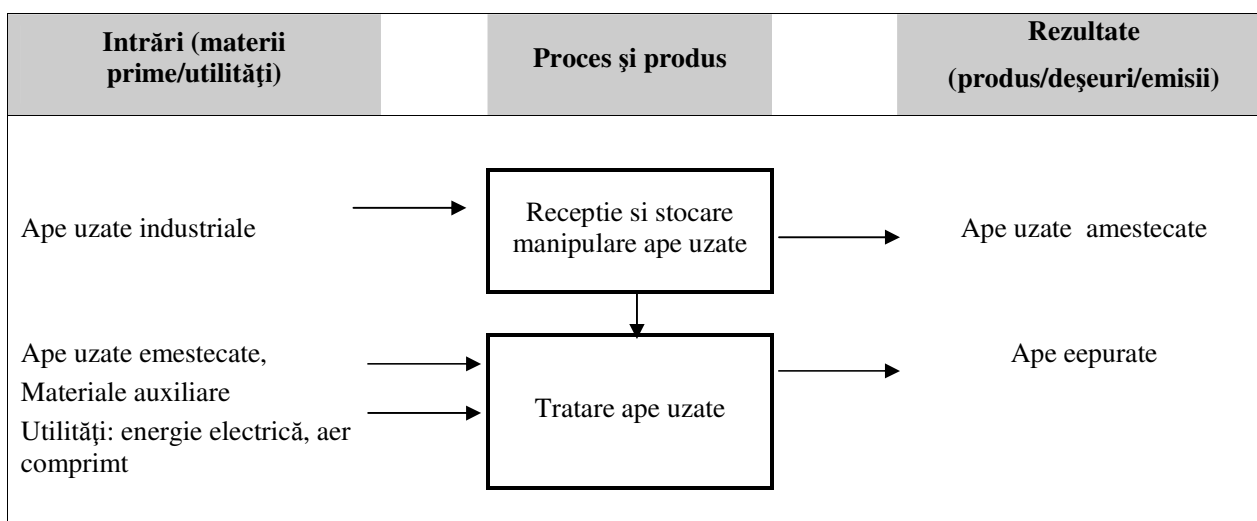 Intrări (materii
prime/utilităţi)
Proces şi produs
Rezultate
(produs/deşeuri/emisii)
Ape uzate industriale
Receptie si stocare
manipulare ape uzate
Ape uzate amestecate
Ape uzate emestecate,
Materiale auxiliare
Utilităţi: energie electrică, aer
comprimt
Tratare ape uzate
Ape eepurate